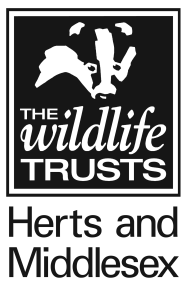 THE
wildlife
TRUSTS
Herts and
Middlesex